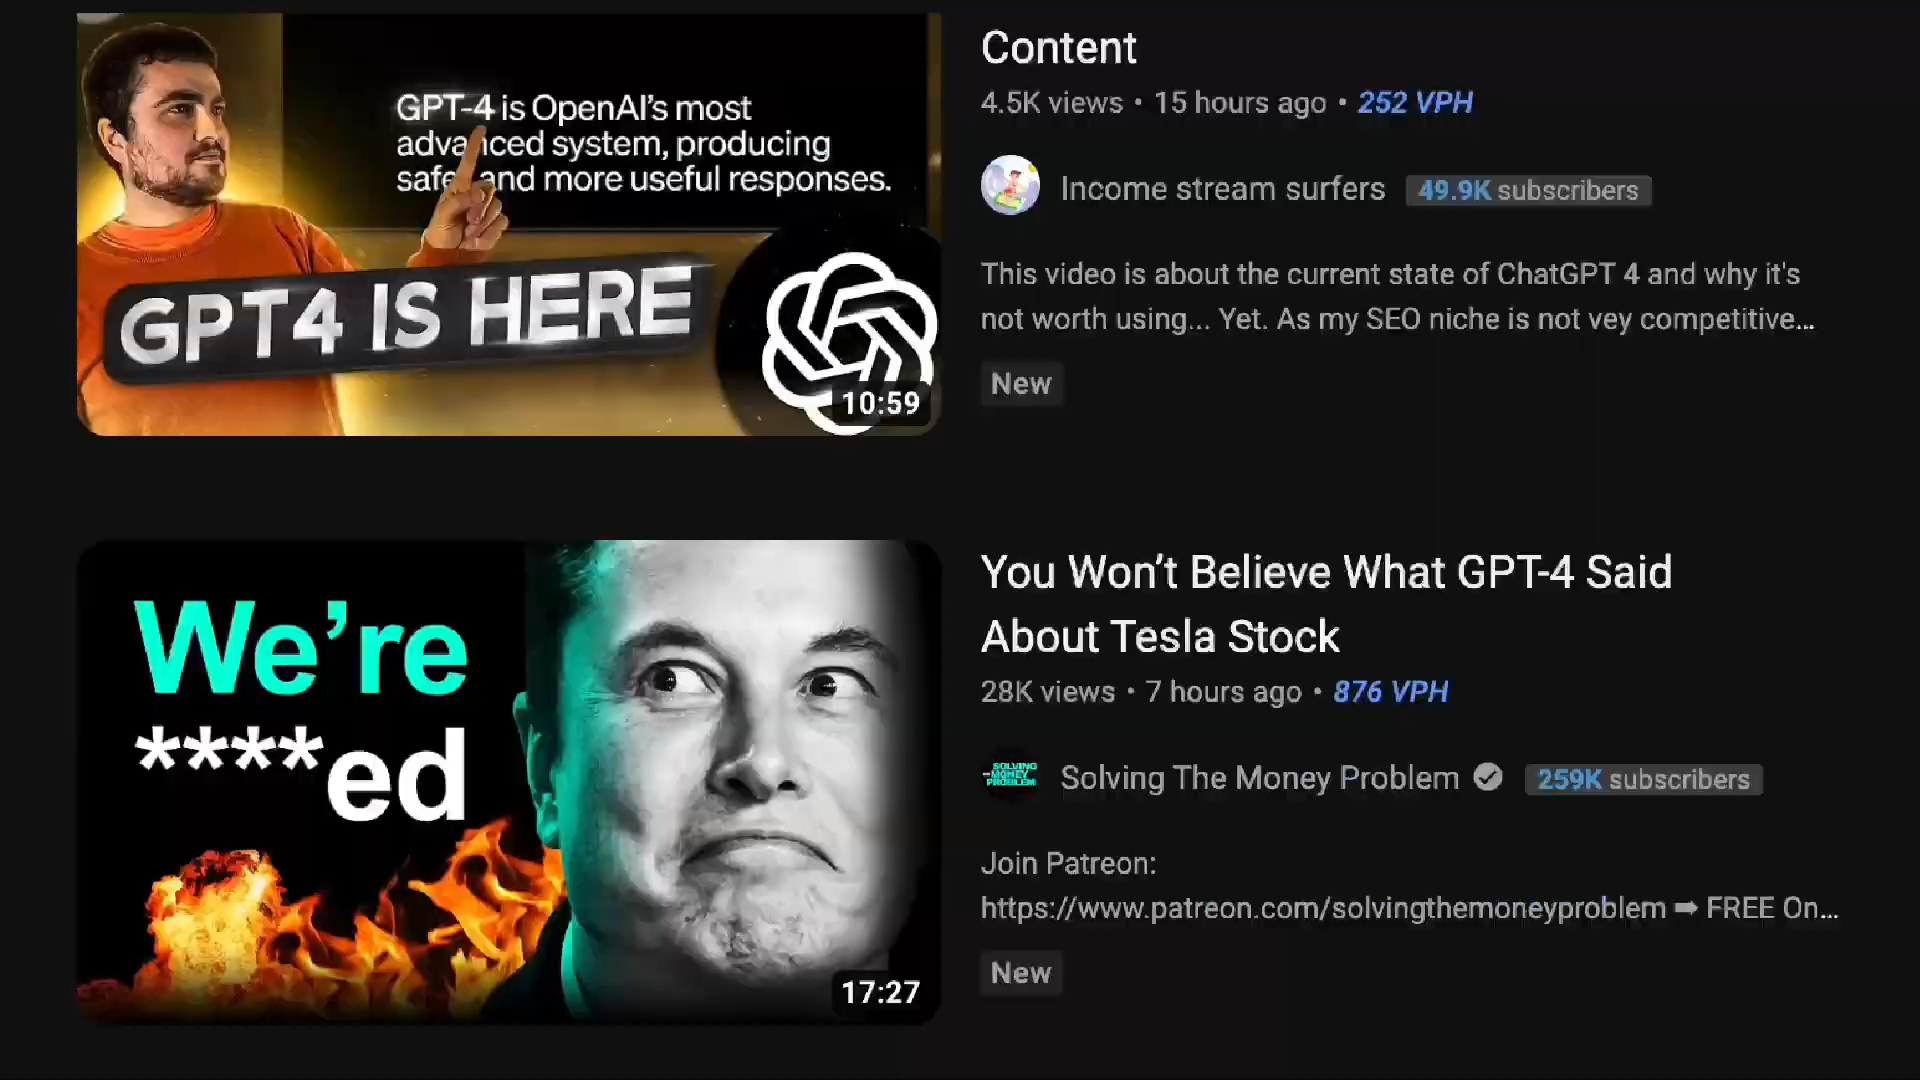 GPT-4 is OpenAI's most
advanced system, producing
safer and more useful responses.
GPT4 IS HERE
10:59
Content
4.5K views • 15 hours ago • 252 VPH
Income stream surfers 49.9K subscribers
This video is about the current state of ChatGPT 4 and why it's
not worth using... Yet. As my SEO niche is not vey competitive...
New
We're
****ed
17:27
You Won't Believe What GPT-4 Said
About Tesla Stock
28K views • 7 hours ago • 876 VPH
SOLVING
MONEY
PROBLEM
Solving The Money Problem 259K subscribers
Join Patreon:
https://www.patreon.com/solvingthemoneyproblem ➡ FREE On...
New